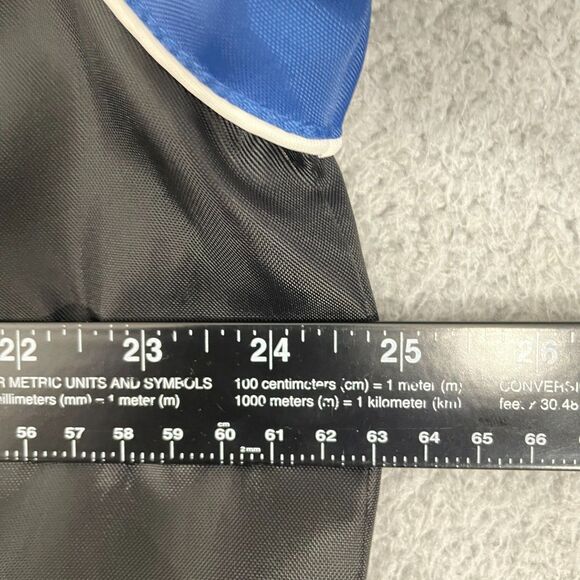 22 23 24 25 26
R METRIC UNITS AND SYMBOLS 100 centimeters (cm) = 1 meter (m) CONVERSI
illimeters (mm) = 1 meter (m) 1000 meters (m) = 1 kilometer (km) feet x 30.48
56 57 58 59 cm 60 61 62 63 64 65 66
2mm